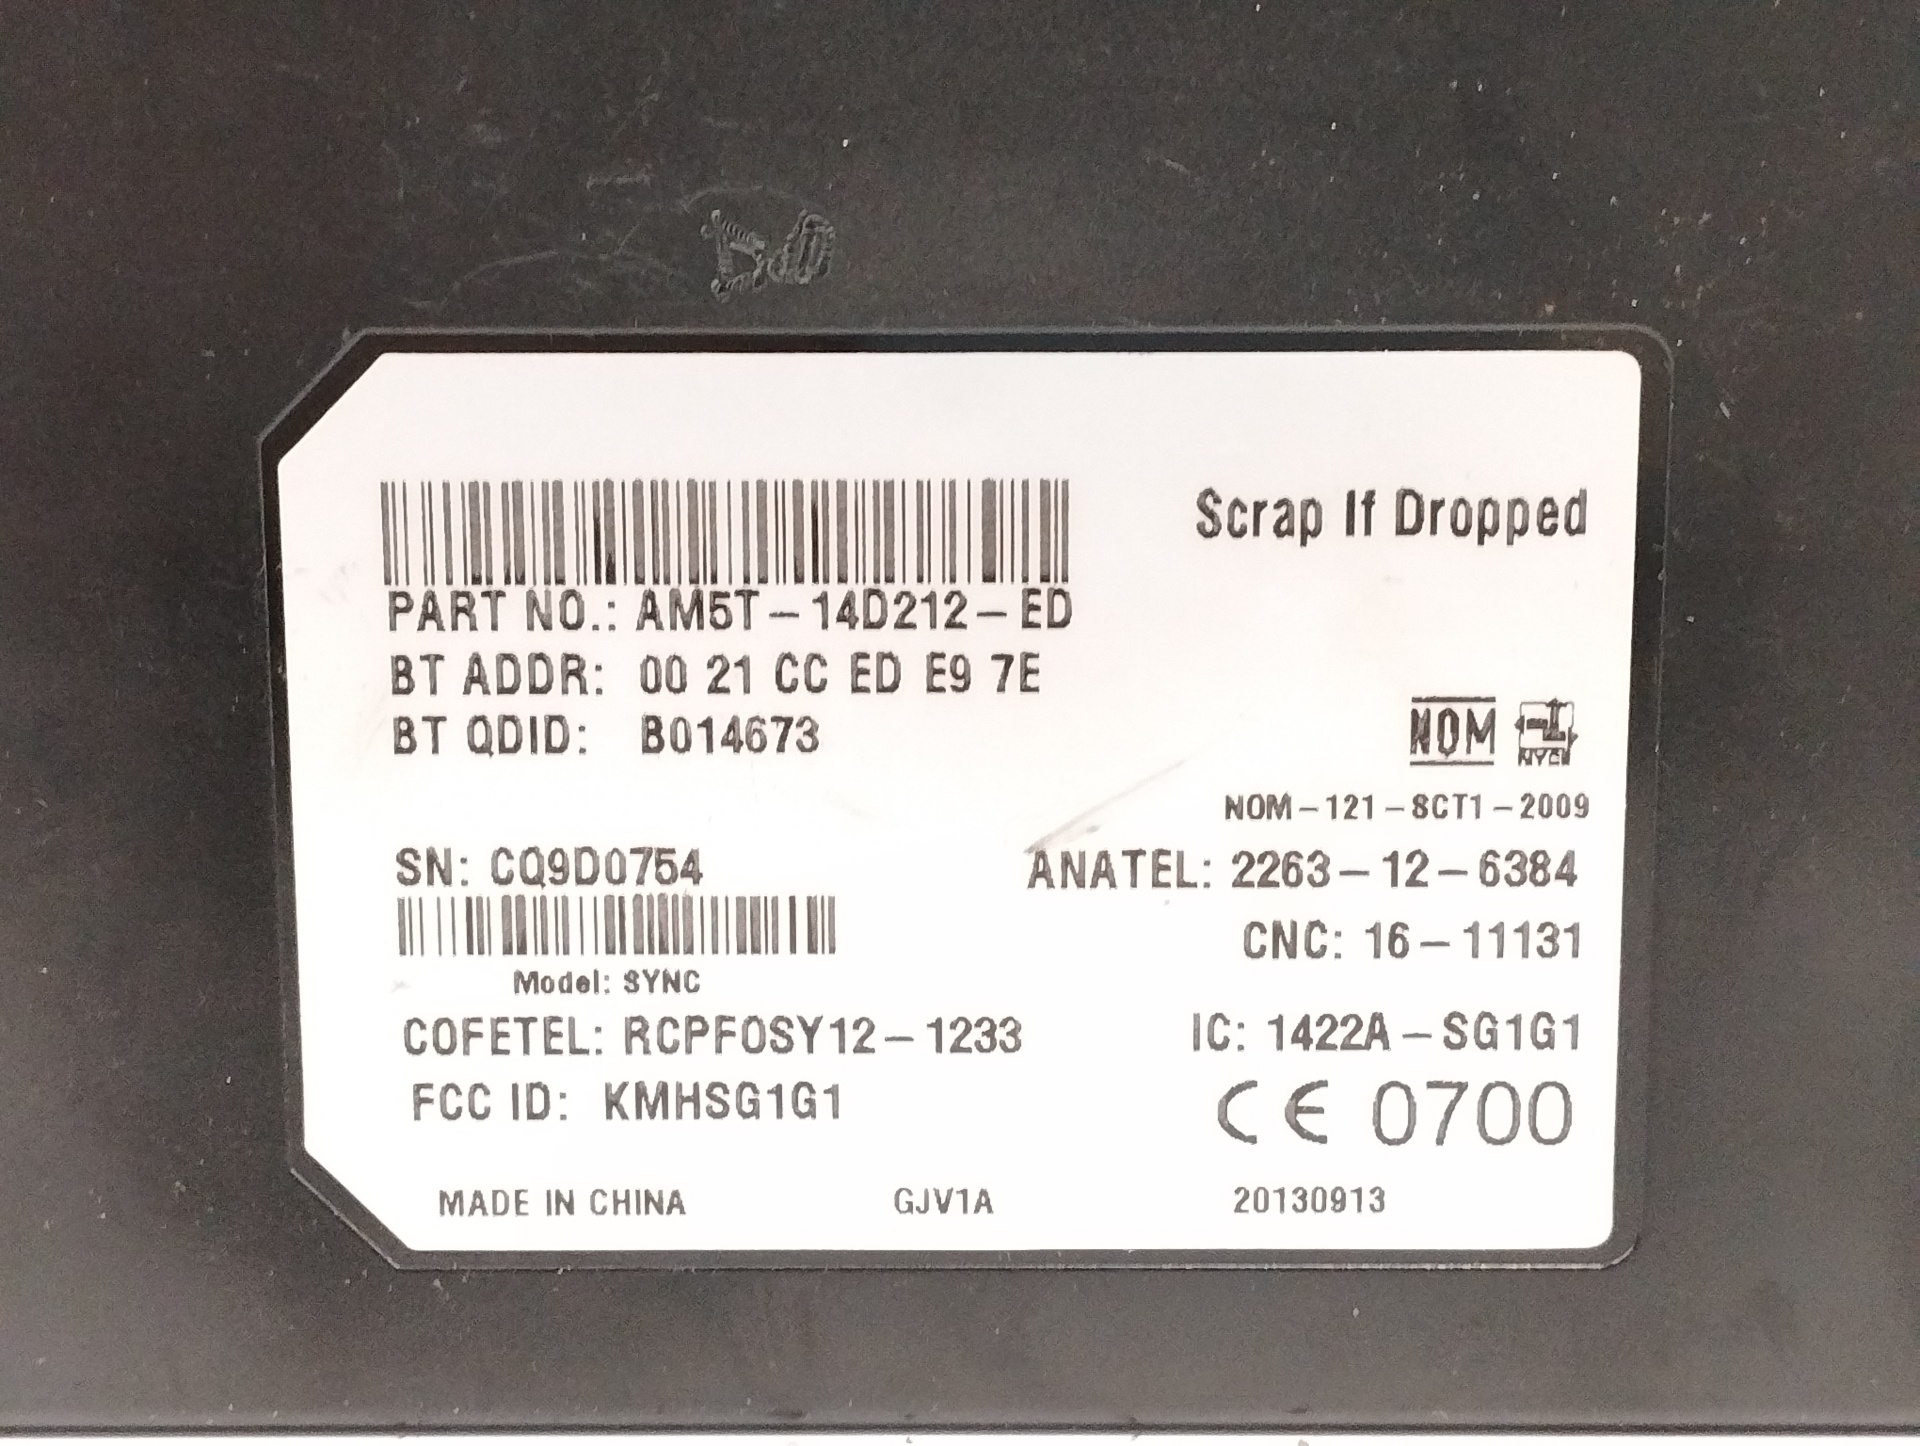 Scrap If Dropped
PART NO.: AM5T-14D212-ED
BT ADDR: 00 21 CC ED E9 7E
BT QDID: B014673
NOM NYCE
NOM-121-SCT1-2009
SN: CQ9D0754
ANATEL: 2263-12-6384
CNC: 16-11131
Model: SYNC
COFETEL: RCPFOSY12-1233
IC: 1422A-SG1G1
FCC ID: KMHSG1G1
CE 0700
MADE IN CHINA GJV1A 20130913